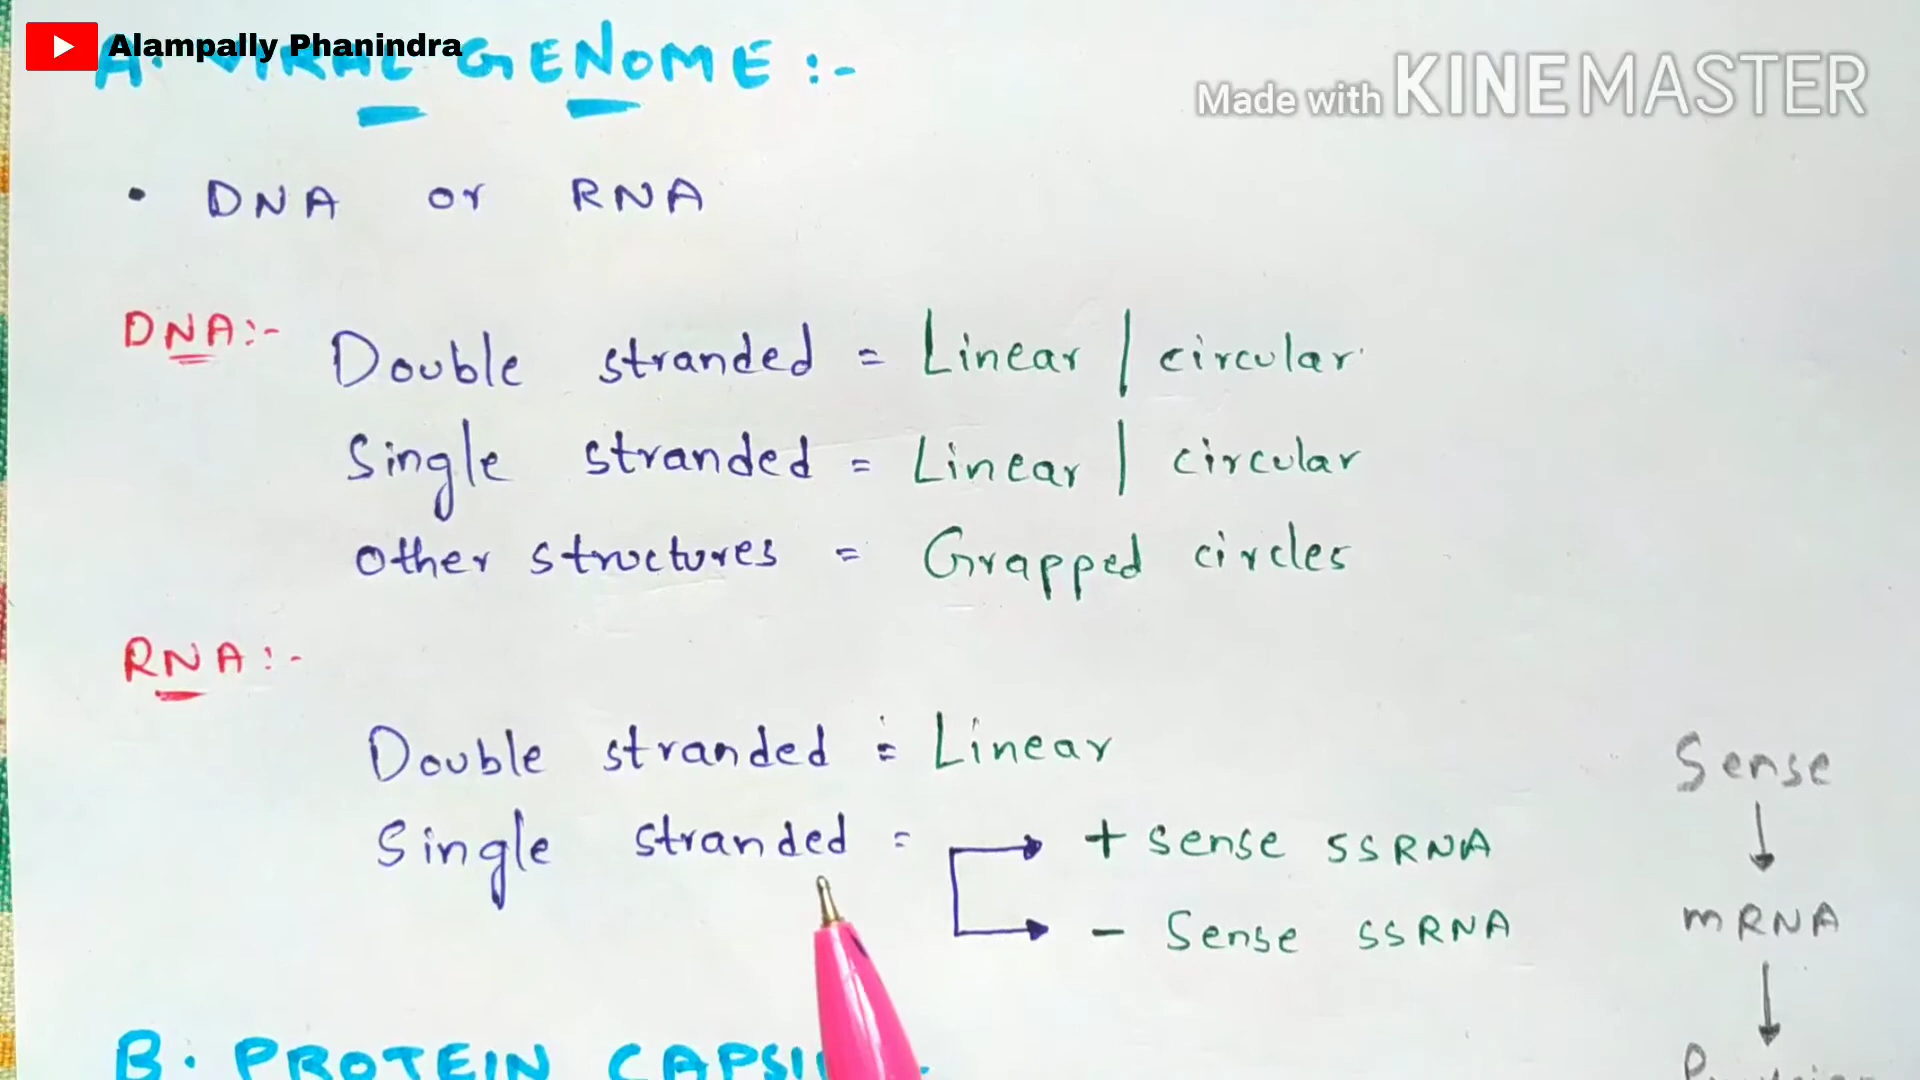 Alampally Phanindra
A. VIRAL GENOME :-
Made with KINEMASTER
• DNA or RNA
DNA:-
Double stranded = Linear | circular
Single stranded = Linear | circular
Other structures = Grapped circles
RNA:-
Double stranded = Linear
Single stranded = + sense ssRNA
- Sense ssRNA
Sense
↓
mRNA
↓
B. PROTEIN